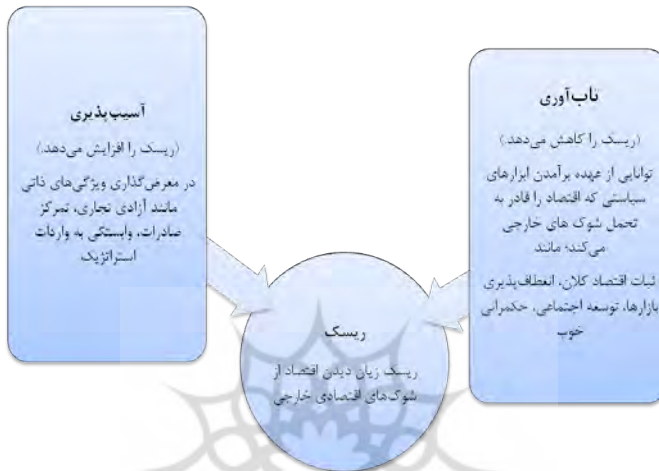 تاب‌آوری
(ریسک را کاهش می‌دهد.)
توانایی از عهده برآمدن ابزارهای
سیاستی که اقتصاد را قادر به
تحمل شوک های خارجی
می‌کند؛ مانند
ثبات اقتصاد کلان، انعطاف‌پذیری
بازارها، توسعه اجتماعی، حکمرانی
خوب
آسیب‌پذیری
(ریسک را افزایش می‌دهد.)
در معرض‌گذاری ویژگی‌های ذاتی
مانند آزادی تجاری، تمرکز
صادرات، وابستگی به واردات
استراتژیک
ریسک
ریسک زیان دیدن اقتصاد از
شوک‌های اقتصادی خارجی